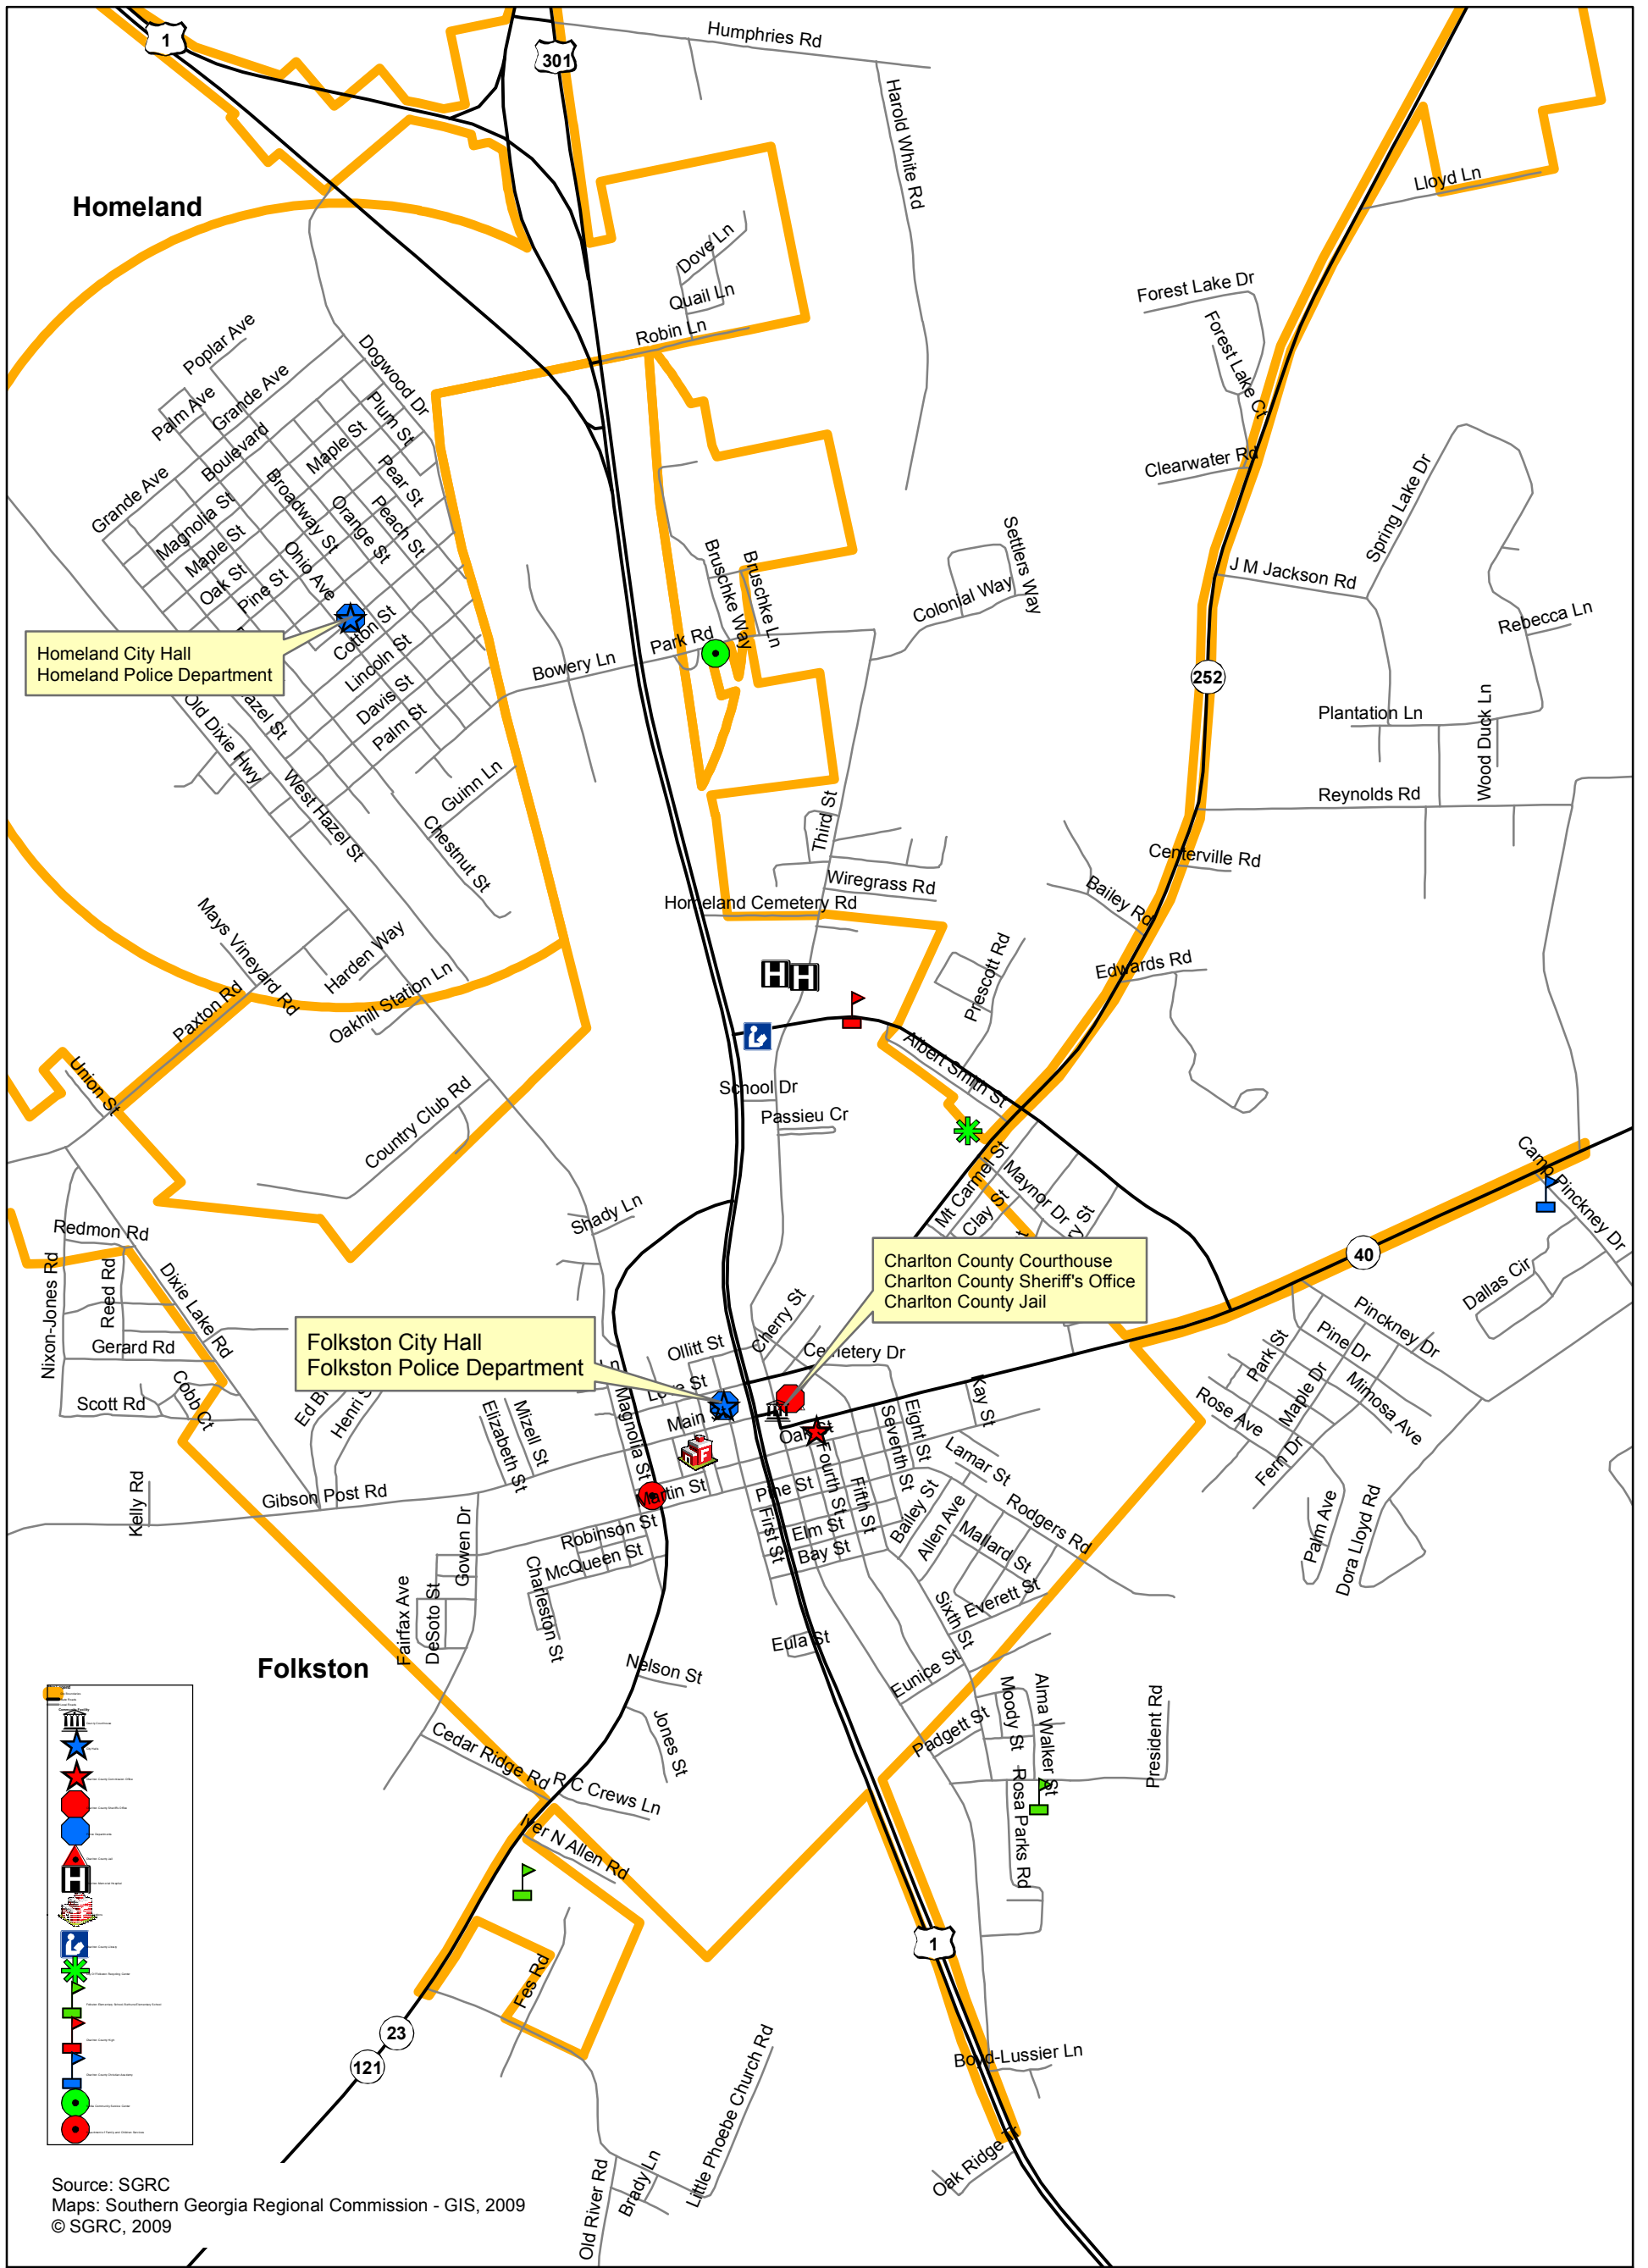 1
301
Humphries Rd
Harold White Rd
Lloyd Ln
Homeland
Dove Ln
Quail Ln
Robin Ln
Forest Lake Dr
Forest Lake Ct
Poplar Ave
Dogwood Dr
Palm Ave
Grande Ave
Plum St
Boulevard
Maple St
Pear St
Clearwater Rd
Spring Lake Dr
Grande Ave
Magnolia St
Broadway St
Orange St
Peach St
Maple St
Ohio Ave
Oak St
Pine St
Bruschke Way
Bruschke Ln
Settlers Way
Colonial Way
J M Jackson Rd
Rebecca Ln
Cotton St
Park Rd
Homeland City Hall
Homeland Police Department
Lincoln St
Bowery Ln
252
Davis St
Palm St
Old Dixie Hwy
Plantation Ln
Wood Duck Ln
Guinn Ln
West Hazel St
Reynolds Rd
Chestnut St
Third St
Centerville Rd
Wiregrass Rd
Bailey Rd
Homeland Cemetery Rd
Mays Vineyard Rd
Harden Way
Prescott Rd
Edwards Rd
H H
Paxton Rd
Oakhill Station Ln
Albert Smith St
Union St
School Dr
Country Club Rd
Passieu Cr
Camp Pinckney Dr
Mt Carmel St
Maynor Dr
Clay St
Shady Ln
Redmon Rd
Nixon-Jones Rd
Reed Rd
Dixie Lake Rd
40
Charlton County Courthouse
Charlton County Sheriff's Office
Charlton County Jail
Dallas Cir
Pinckney Dr
Cherry St
Folkston City Hall
Folkston Police Department
Ollitt St
Cemetery Dr
Park St
Pine Dr
Gerard Rd
Love St
Kay St
Maple Dr
Mimosa Ave
Scott Rd
Cobb Ct
Elizabeth St
Mizell St
Magnolia St
Main St
Oak St
Seventh St
Eight St
Rose Ave
Fern Dr
Lamar St
Kelly Rd
Gibson Post Rd
Martin St
Pine St
Fourth St
Fifth St
Bailey St
Allen Ave
Rodgers Rd
First St
Elm St
Bay St
Mallard St
Robinson St
McQueen St
Palm Ave
Dora Lloyd Rd
Gowen Dr
Fairfax Ave
DeSoto St
Charleston St
Everett St
Sixth St
Eula St
Folkston
Nelson St
Eunice St
Moody St
Alma Walker St
President Rd
Jones St
Padgett St
Cedar Ridge Rd
R C Crews Ln
Rosa Parks Rd
Iver N Allen Rd
H
1
Fes Rd
23
121
Boyd-Lussier Ln
Little Phoebe Church Rd
Oak Ridge Tr
Old River Rd
Brady Ln
Source: SGRC
Maps: Southern Georgia Regional Commission - GIS, 2009
© SGRC, 2009